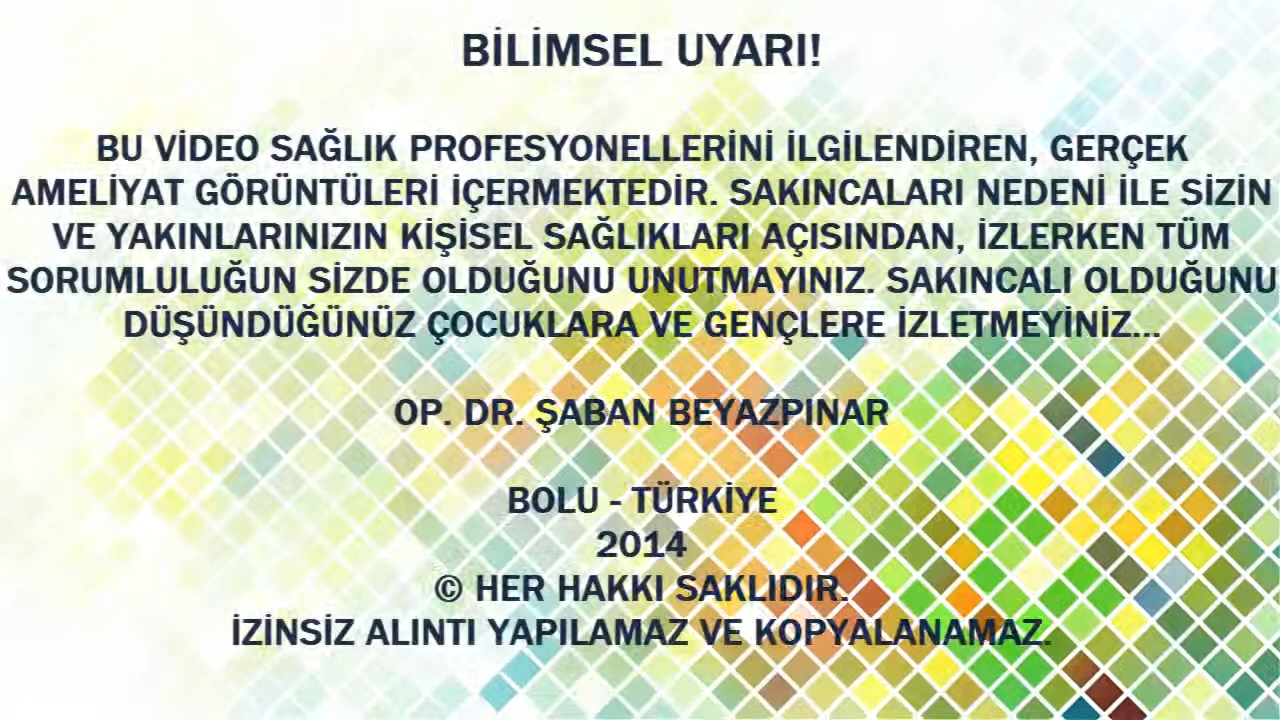 BİLİMSEL UYARI!
BU VİDEO SAĞLIK PROFESYONELLERİNİ İLGİLENDİREN, GERÇEK
AMELİYAT GÖRÜNTÜLERİ İÇERMEKTEDİR. SAKINCALARI NEDENİ İLE SİZİN
VE YAKINLARINIZIN KİŞİSEL SAĞLIKLARI AÇISINDAN, İZLERKEN TÜM
SORUMLULUĞUN SİZDE OLDUĞUNU UNUTMAYINIZ. SAKINCALI OLDUĞUNU
DÜŞÜNDÜĞÜNÜZ ÇOCUKLARA VE GENÇLERE İZLETMEYİNİZ...
OP. DR. ŞABAN BEYAZPINAR
BOLU - TÜRKİYE
2014
© HER HAKKI SAKLIDIR.
İZİNSİZ ALINTI YAPILAMAZ VE KOPYALANAMAZ.